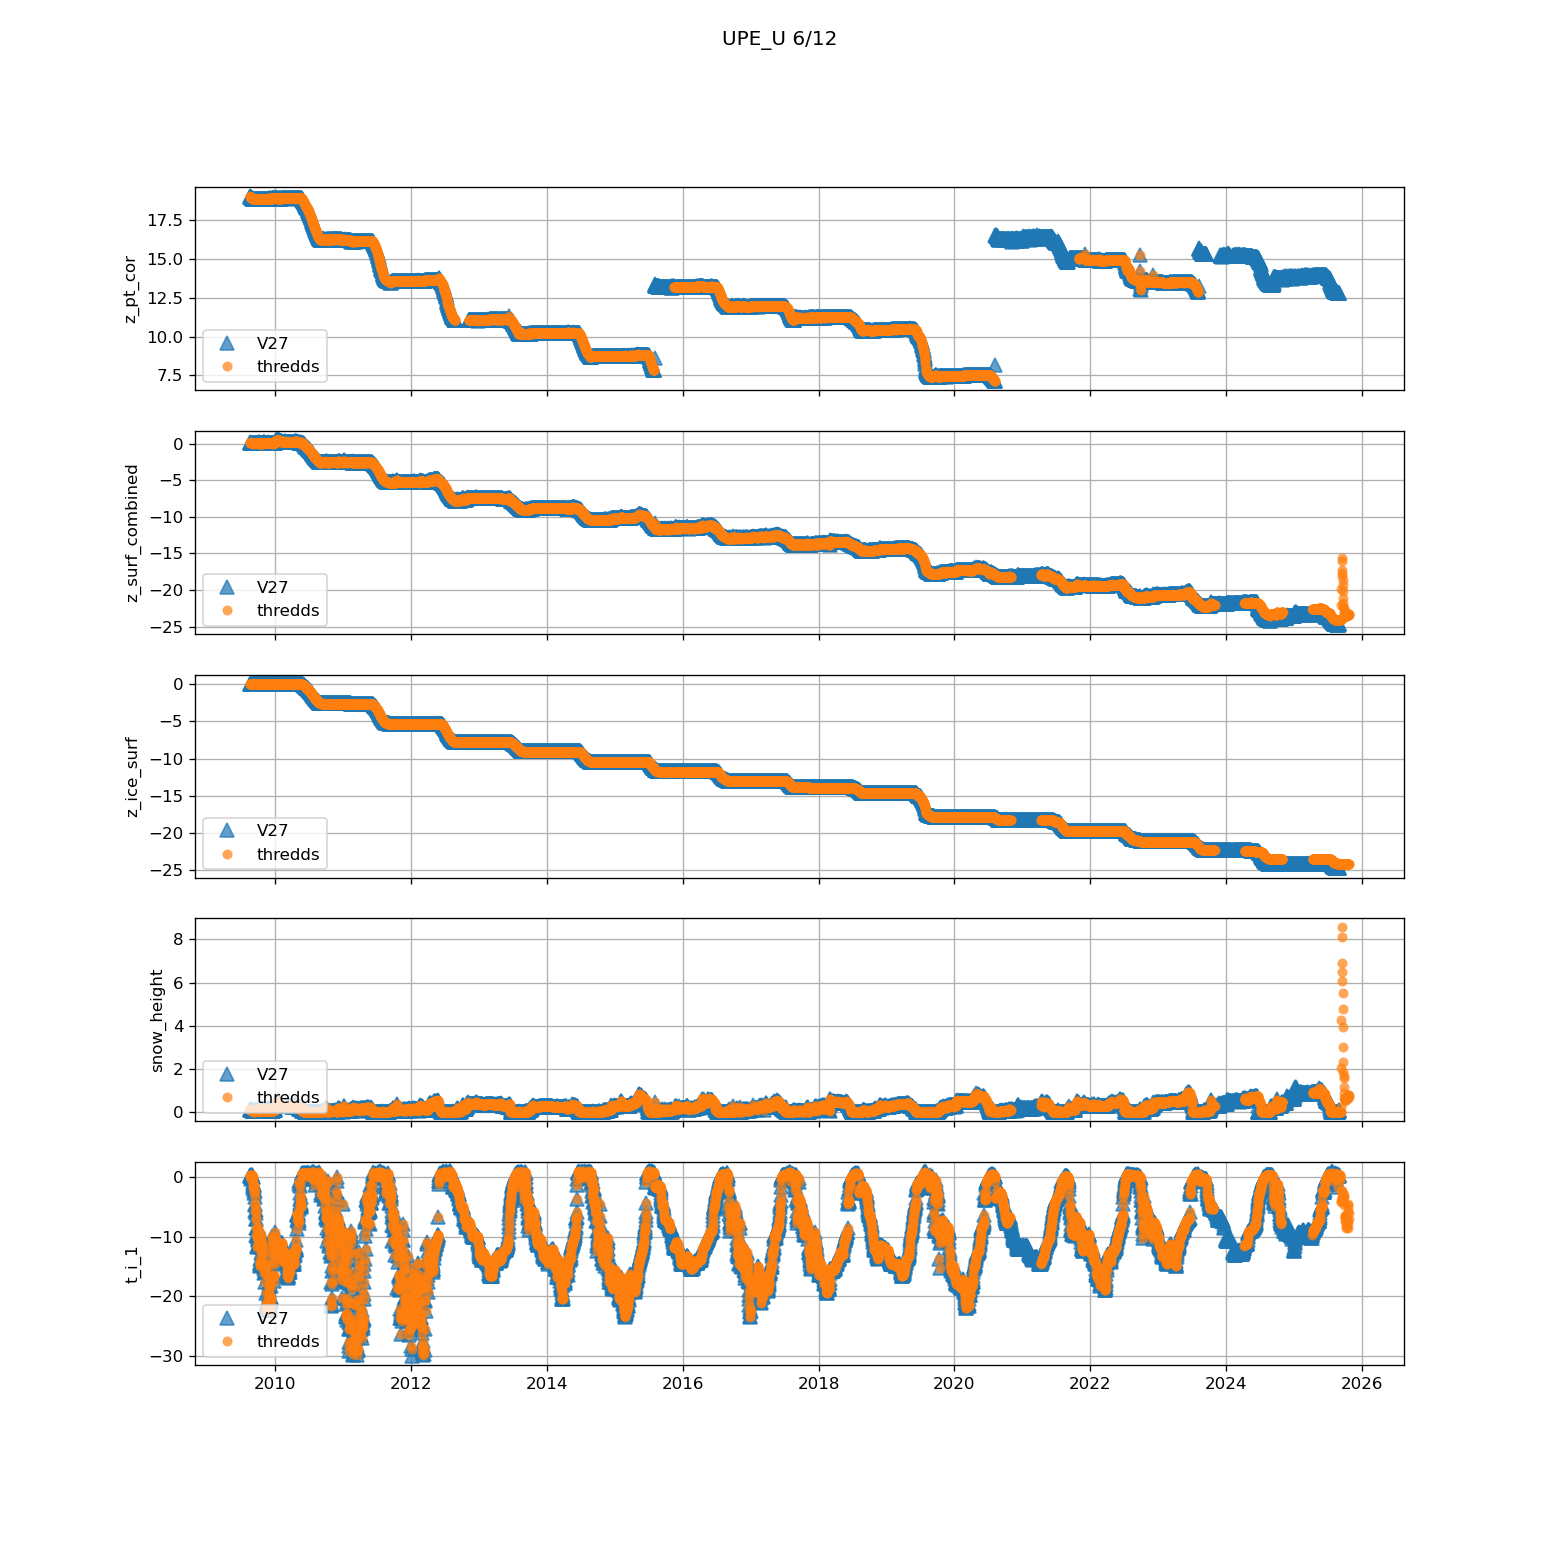 UPE_U 6/12
z_pt_cor
17.5
15.0
12.5
10.0
7.5
V27
thredds
z_surf_combined
0
−5
−10
−15
−20
−25
V27
thredds
z_ice_surf
0
−5
−10
−15
−20
−25
V27
thredds
snow_height
8
6
4
2
0
V27
thredds
t_i_1
0
−10
−20
−30
V27
thredds
2010 2012 2014 2016 2018 2020 2022 2024 2026